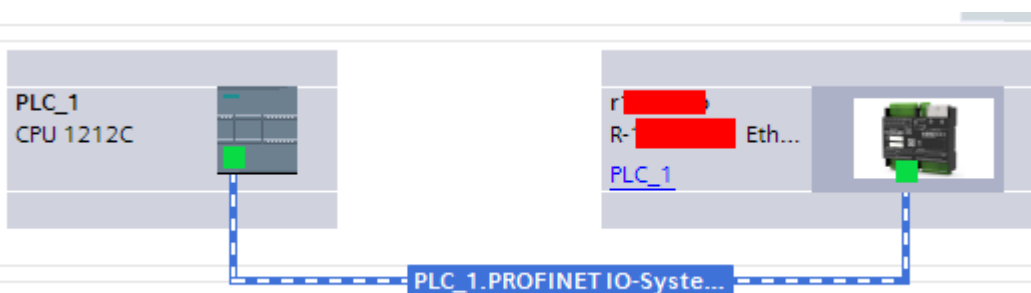 PLC_1
CPU 1212C
Eth...
PLC_1
PLC_1.PROFINET IO-Syste...